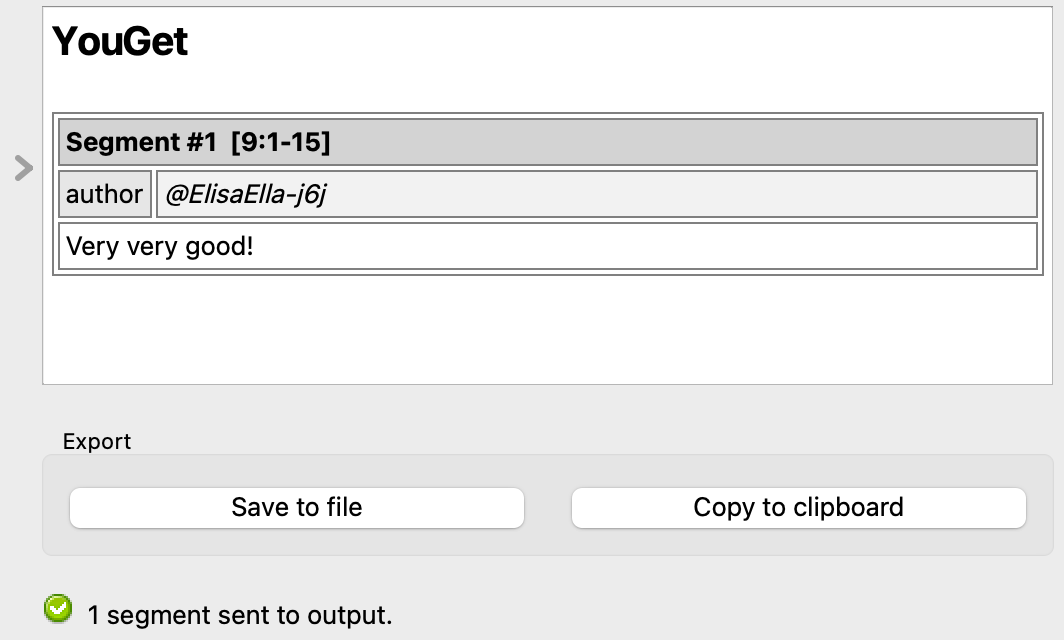 YouGet
Segment #1 [9:1-15]
author @ElisaElla-j6j
Very very good!
Export
Save to file Copy to clipboard
1 segment sent to output.